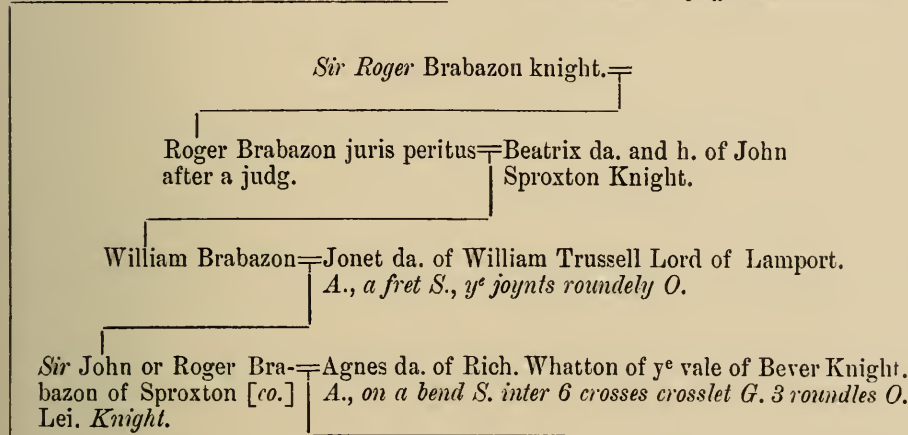 Sir Roger Brabazon knight.
Roger Brabazon juris peritus=Beatrix da. and h. of John
after a judg. Sproxton Knight.
William Brabazon=Jonet da. of William Trussell Lord of Lamport.
A., a fret S., yᵉ joynts roundely O.
Sir John or Roger Bra-=Agnes da. of Rich. Whatton of yᵉ vale of Bever Knight.
bazon of Sproxton [co.] A., on a bend S. inter 6 crosses crosslet G. 3 roundles O.
Lei. Knight.